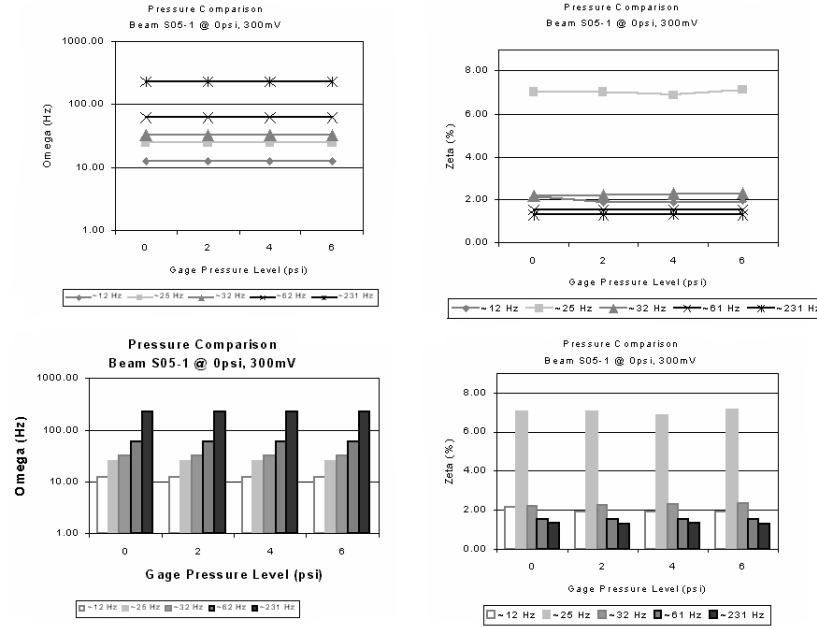 Pressure Comparison
Beam S05-1 @ 0psi, 300mV
1000.00
100.00
10.00
1.00
Omega (Hz)
0 2 4 6
Gage Pressure Level (psi)
~12 Hz ~25 Hz ~32 Hz ~62 Hz ~231 Hz
Pressure Comparison
Beam S05-1 @ 0psi, 300mV
8.00
6.00
4.00
2.00
0.00
Zeta (%)
0 2 4 6
Gage Pressure Level (psi)
~12 Hz ~25 Hz ~32 Hz ~61 Hz ~231 Hz
Pressure Comparison
Beam S05-1 @ 0psi, 300mV
1000.00
100.00
10.00
1.00
Omega (Hz)
0 2 4 6
Gage Pressure Level (psi)
~12 Hz ~25 Hz ~32 Hz ~62 Hz ~231 Hz
Pressure Comparison
Beam S05-1 @ 0psi, 300mV
8.00
6.00
4.00
2.00
0.00
Zeta (%)
0 2 4 6
Gage Pressure Level (psi)
~12 Hz ~25 Hz ~32 Hz ~61 Hz ~231 Hz